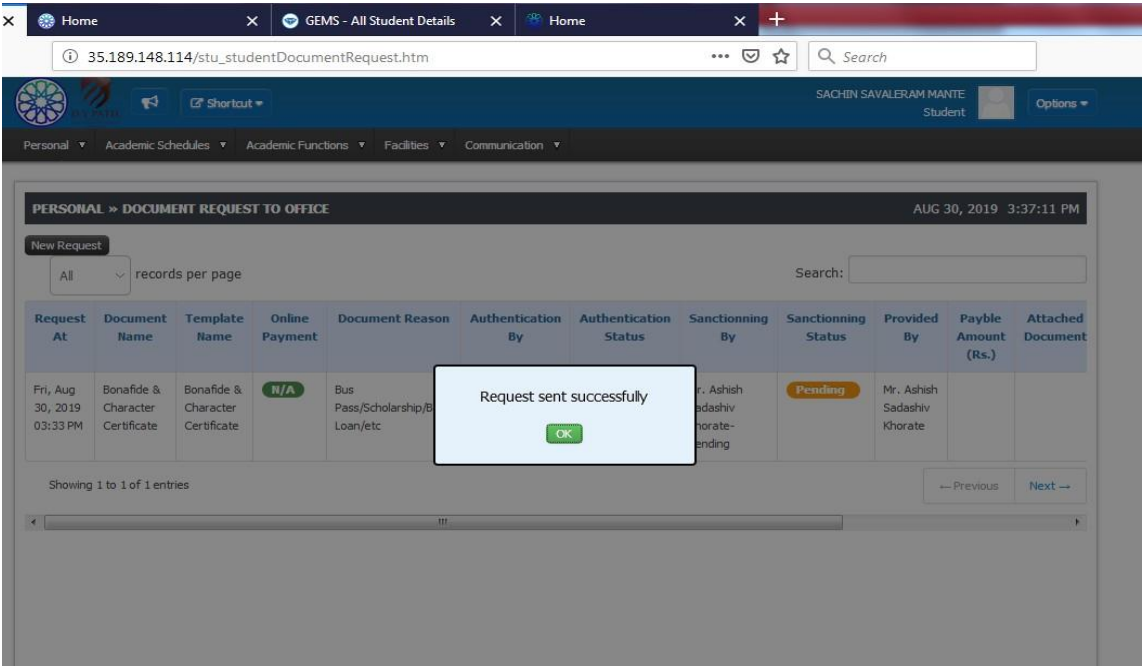 Home
GEMS - All Student Details
Home
35.189.148.114/stu_studentDocumentRequest.htm
Search
Shortcut
SACHIN SAVALERAM MANTE
Student
Options
Personal Academic Schedules Academic Functions Facilities Communication
PERSONAL » DOCUMENT REQUEST TO OFFICE AUG 30, 2019 3:37:11 PM
New Request
All records per page Search:
Request At
Document Name
Template Name
Online Payment
Document Reason
Authentication By
Authentication Status
Sanctionning By
Sanctionning Status
Provided By
Payble Amount (Rs.)
Attached Document
Fri, Aug
30, 2019
03:33 PM
Bonafide &
Character
Certificate
Bonafide &
Character
Certificate
N/A
Bus
Pass/Scholarship/B
Loan/etc
r. Ashish
adashiv
horate-
ending
Pending
Mr. Ashish
Sadashiv
Khorate
Request sent successfully
OK
Showing 1 to 1 of 1 entries
← Previous Next →